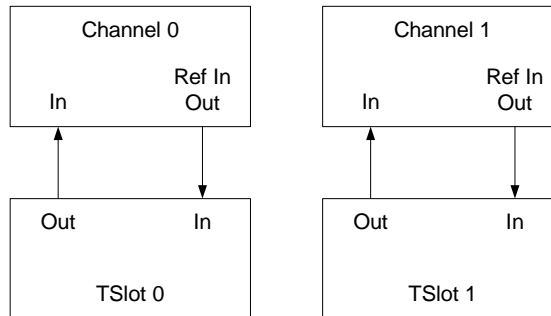 Channel 0
Ref In
In
Out
Out
In
TSlot 0
Channel 1
Ref In
In
Out
Out
In
TSlot 1